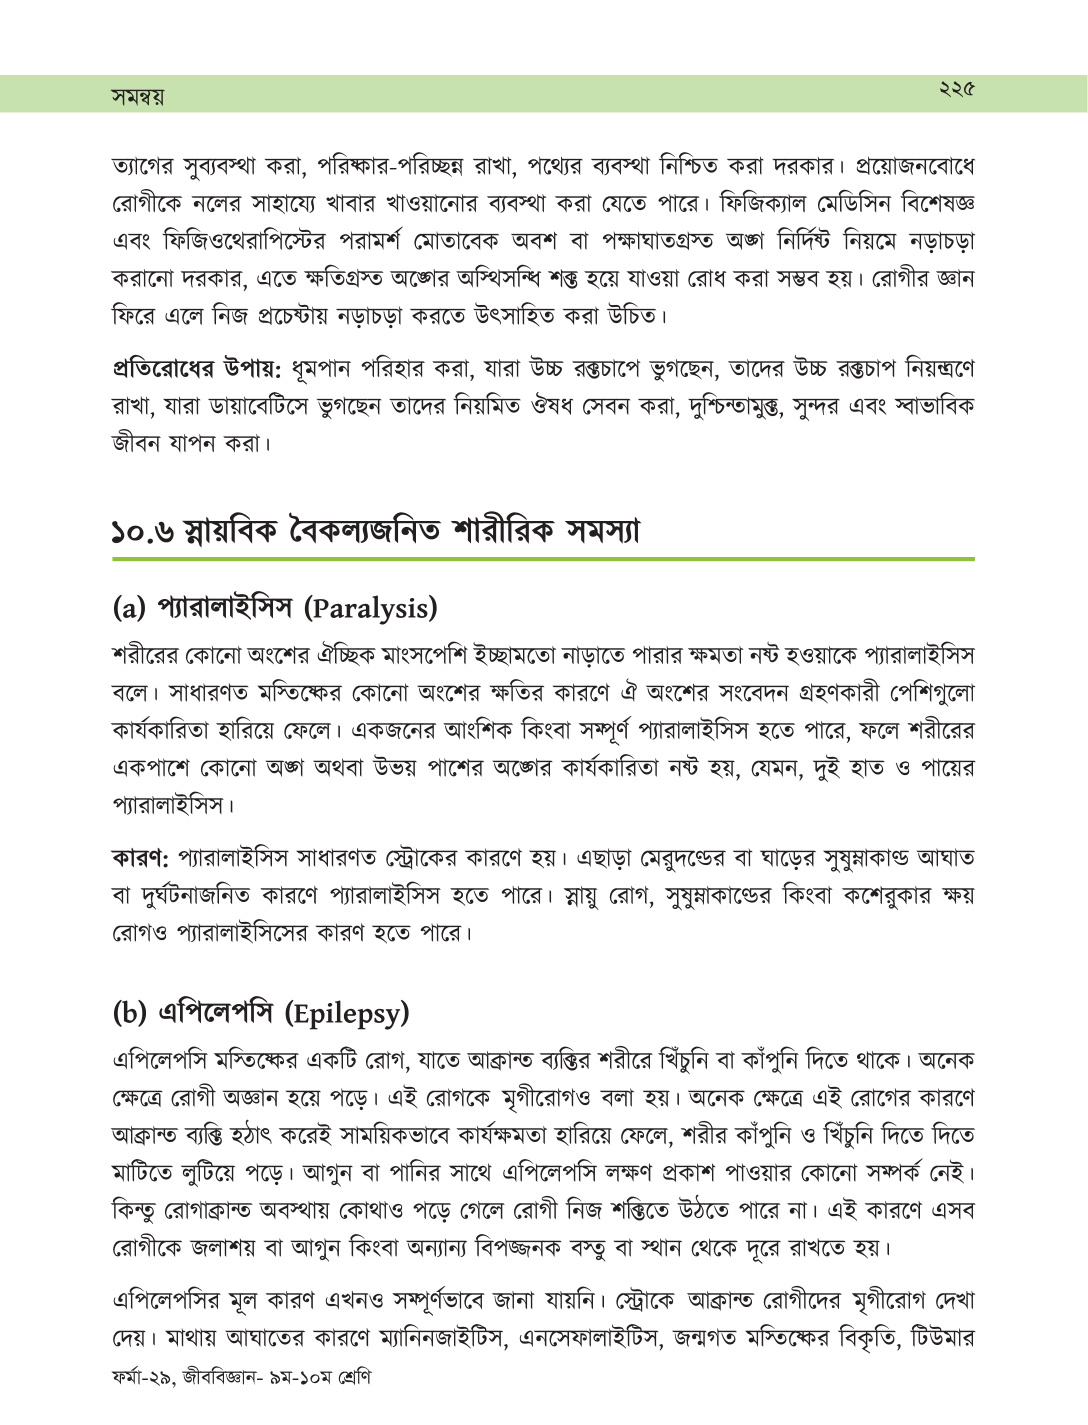 সমন্বয়
২২৫
ত্যাগের সুব্যবস্থা করা, পরিষ্কার-পরিচ্ছন্ন রাখা, পথ্যের ব্যবস্থা নিশ্চিত করা দরকার। প্রয়োজনবোধে
রোগীকে নলের সাহায্যে খাবার খাওয়ানোর ব্যবস্থা করা যেতে পারে। ফিজিক্যাল মেডিসিন বিশেষজ্ঞ
এবং ফিজিওথেরাপিস্টের পরামর্শ মোতাবেক অবশ বা পক্ষাঘাতগ্রস্ত অঙ্গ নির্দিষ্ট নিয়মে নড়াচড়া
করানো দরকার, এতে ক্ষতিগ্রস্ত অঙ্গের অস্থিসন্ধি শক্ত হয়ে যাওয়া রোধ করা সম্ভব হয়। রোগীর জ্ঞান
ফিরে এলে নিজ প্রচেষ্টায় নড়াচড়া করতে উৎসাহিত করা উচিত।
প্রতিরোধের উপায়: ধূমপান পরিহার করা, যারা উচ্চ রক্তচাপে ভুগছেন, তাদের উচ্চ রক্তচাপ নিয়ন্ত্রণে
রাখা, যারা ডায়াবেটিসে ভুগছেন তাদের নিয়মিত ঔষধ সেবন করা, দুশ্চিন্তামুক্ত, সুন্দর এবং স্বাভাবিক
জীবন যাপন করা।
১০.৬ স্নায়বিক বৈকল্যজনিত শারীরিক সমস্যা
(a) প্যারালাইসিস (Paralysis)
শরীরের কোনো অংশের ঐচ্ছিক মাংসপেশি ইচ্ছামতো নাড়াতে পারার ক্ষমতা নষ্ট হওয়াকে প্যারালাইসিস
বলে। সাধারণত মস্তিষ্কের কোনো অংশের ক্ষতির কারণে ঐ অংশের সংবেদন গ্রহণকারী পেশিগুলো
কার্যকারিতা হারিয়ে ফেলে। একজনের আংশিক কিংবা সম্পূর্ণ প্যারালাইসিস হতে পারে, ফলে শরীরের
একপাশে কোনো অঙ্গ অথবা উভয় পাশের অঙ্গের কার্যকারিতা নষ্ট হয়, যেমন, দুই হাত ও পায়ের
প্যারালাইসিস।
কারণ: প্যারালাইসিস সাধারণত স্ট্রোকের কারণে হয়। এছাড়া মেরুদণ্ডের বা ঘাড়ের সুষুম্নাকাণ্ড আঘাত
বা দুর্ঘটনাজনিত কারণে প্যারালাইসিস হতে পারে। স্নায়ু রোগ, সুষুম্নাকাণ্ডের কিংবা কশেরুকার ক্ষয়
রোগও প্যারালাইসিসের কারণ হতে পারে।
(b) এপিলেপসি (Epilepsy)
এপিলেপসি মস্তিষ্কের একটি রোগ, যাতে আক্রান্ত ব্যক্তির শরীরে খিঁচুনি বা কাঁপুনি দিতে থাকে। অনেক
ক্ষেত্রে রোগী অজ্ঞান হয়ে পড়ে। এই রোগকে মৃগীরোগও বলা হয়। অনেক ক্ষেত্রে এই রোগের কারণে
আক্রান্ত ব্যক্তি হঠাৎ করেই সাময়িকভাবে কার্যক্ষমতা হারিয়ে ফেলে, শরীর কাঁপুনি ও খিঁচুনি দিতে দিতে
মাটিতে লুটিয়ে পড়ে। আগুন বা পানির সাথে এপিলেপসি লক্ষণ প্রকাশ পাওয়ার কোনো সম্পর্ক নেই।
কিন্তু রোগাক্রান্ত অবস্থায় কোথাও পড়ে গেলে রোগী নিজ শক্তিতে উঠতে পারে না। এই কারণে এসব
রোগীকে জলাশয় বা আগুন কিংবা অন্যান্য বিপজ্জনক বস্তু বা স্থান থেকে দূরে রাখতে হয়।
এপিলেপসির মূল কারণ এখনও সম্পূর্ণভাবে জানা যায়নি। স্ট্রোকে আক্রান্ত রোগীদের মৃগীরোগ দেখা
দেয়। মাথায় আঘাতের কারণে ম্যানিনজাইটিস, এনসেফালাইটিস, জন্মগত মস্তিষ্কের বিকৃতি, টিউমার
ফর্মা-২৯, জীববিজ্ঞান- ৯ম-১০ম শ্রেণি